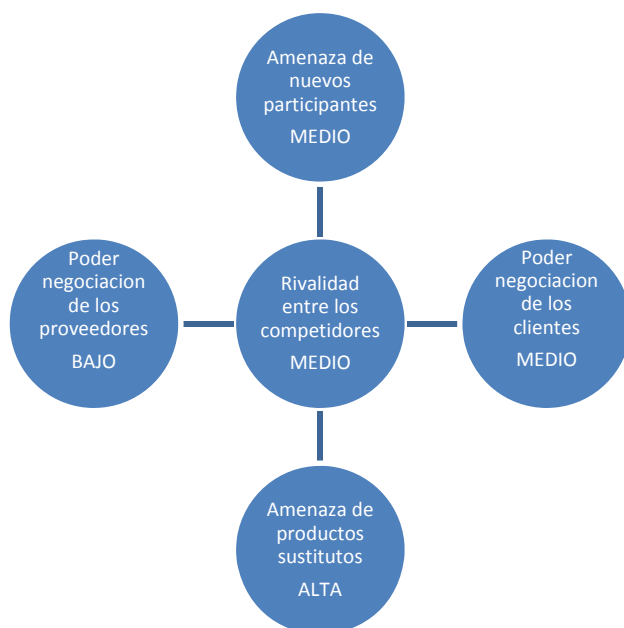 Amenaza de
nuevos
participantes
MEDIO
Poder
negociacion
de los
proveedores
BAJO
Rivalidad
entre los
competidores
MEDIO
Poder
negociacion
de los
clientes
MEDIO
Amenaza de
productos
sustitutos
ALTA